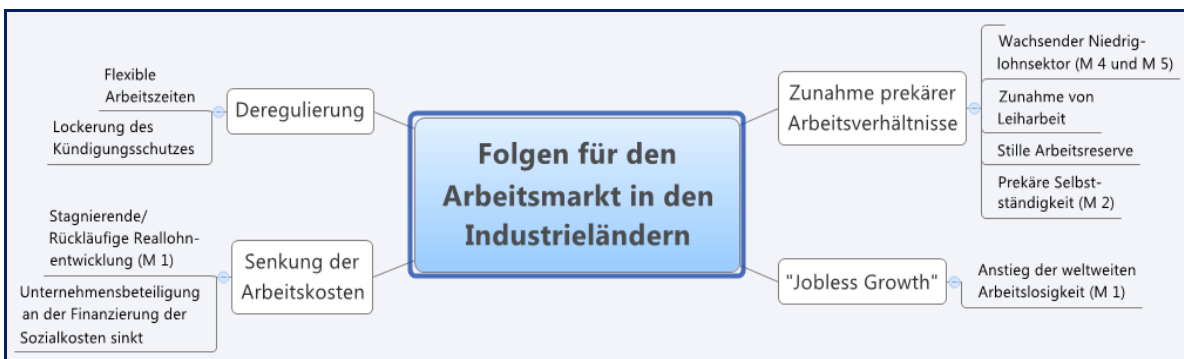 Folgen für den
Arbeitsmarkt in den
Industrieländern
Deregulierung
Flexible
Arbeitszeiten
Lockerung des
Kündigungsschutzes
Senkung der
Arbeitskosten
Stagnierende/
Rückläufige Reallohn-
entwicklung (M 1)
Unternehmensbeteiligung
an der Finanzierung der
Sozialkosten sinkt
Zunahme prekärer
Arbeitsverhältnisse
Wachsender Niedrig-
lohnsektor (M 4 und M 5)
Zunahme von
Leiharbeit
Stille Arbeitsreserve
Prekäre Selbst-
ständigkeit (M 2)
"Jobless Growth"
Anstieg der weltweiten
Arbeitslosigkeit (M 1)